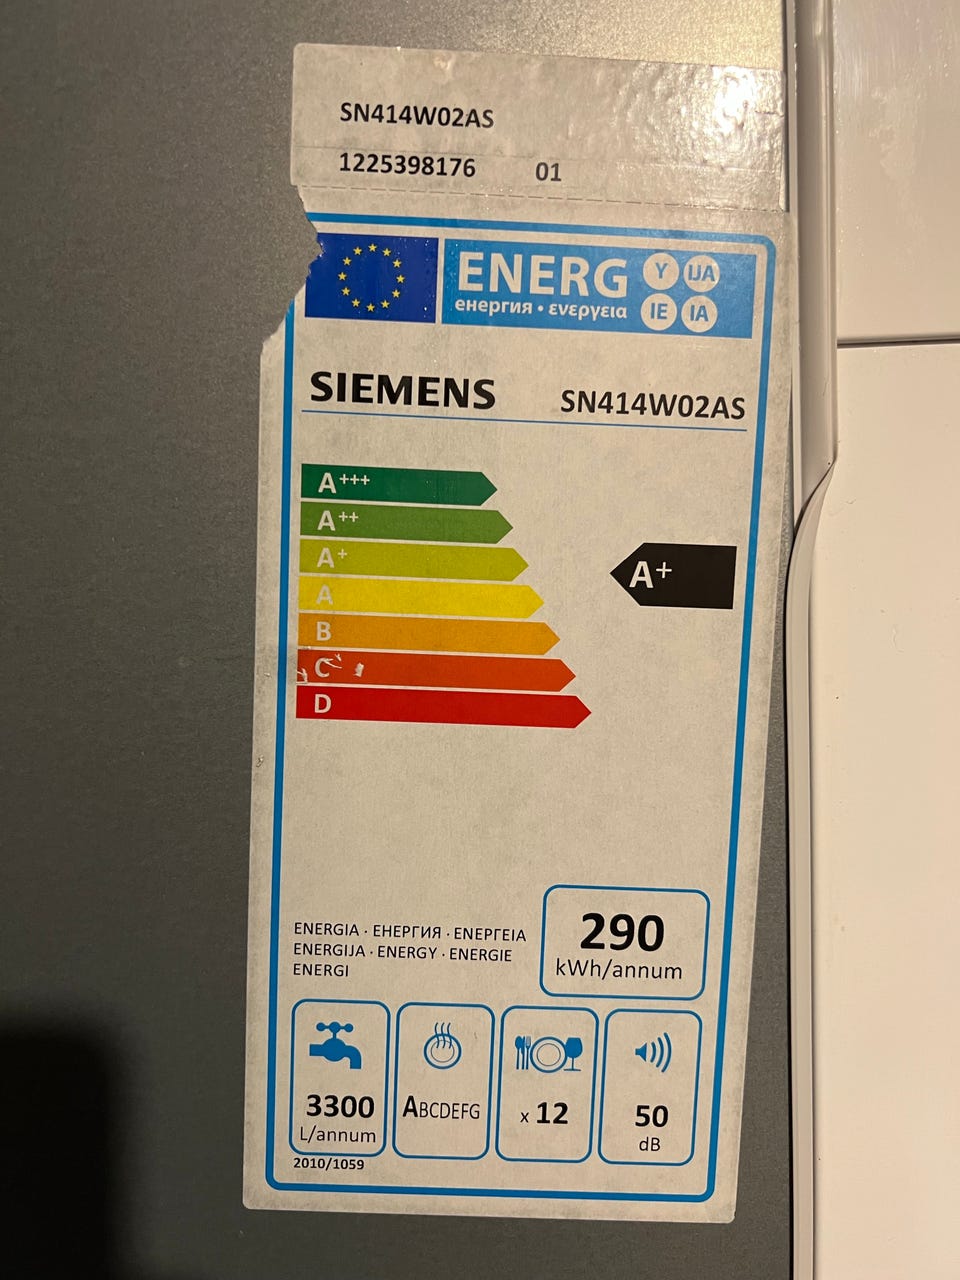 SN414W02AS
1225398176 01
ENERG Y IJA
енергия · ενεργεια IE IA
SIEMENS SN414W02AS
A+++
A++
A+
A+
A
B
C
D
290
kWh/annum
ENERGIA · ЕНЕРГИЯ · ΕΝΕΡΓΕΙΑ
ENERGIJA · ENERGY · ENERGIE
ENERGI
3300
L/annum
ABCDEFG
x 12
50
dB
2010/1059